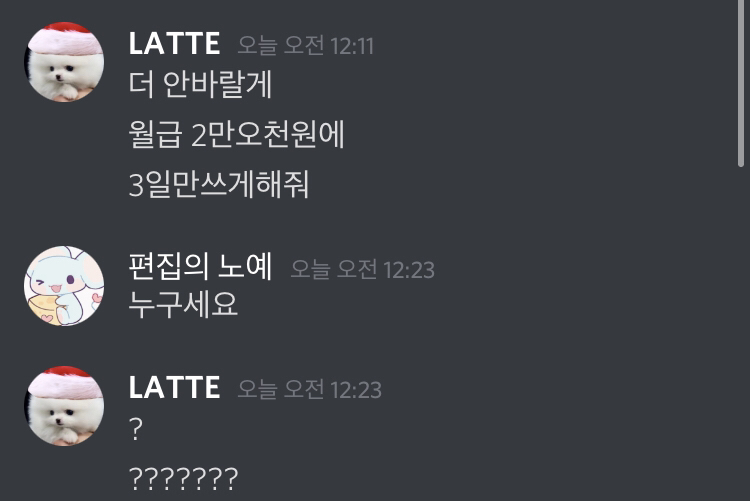 LATTE 오늘 오전 12:11
더 안바랄게
월급 2만오천원에
3일만쓰게해줘
편집의 노예 오늘 오전 12:23
누구세요
LATTE 오늘 오전 12:23
?
???????